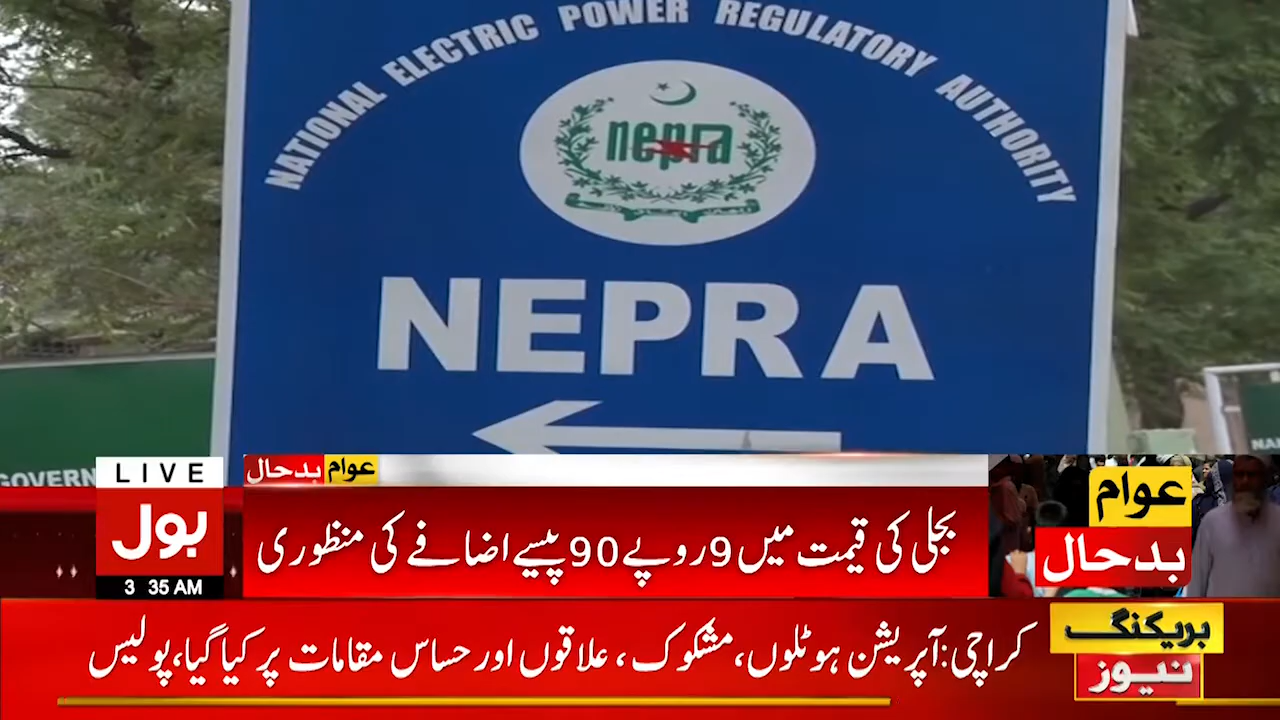 NATIONAL ELECTRIC POWER REGULATORY AUTHORITY
nepra
NEPRA
GOVERN
LIVE
بول
3 35 AM
عوام بدحال
بجلی کی قیمت میں 9 روپے 90 پیسے اضافے کی منظوری
عوام
بدحال
کراچی: آپریشن ہوٹلوں، مشکوک، علاقوں اور حساس مقامات پر کیا گیا، پولیس
بریکنگ
نیوز